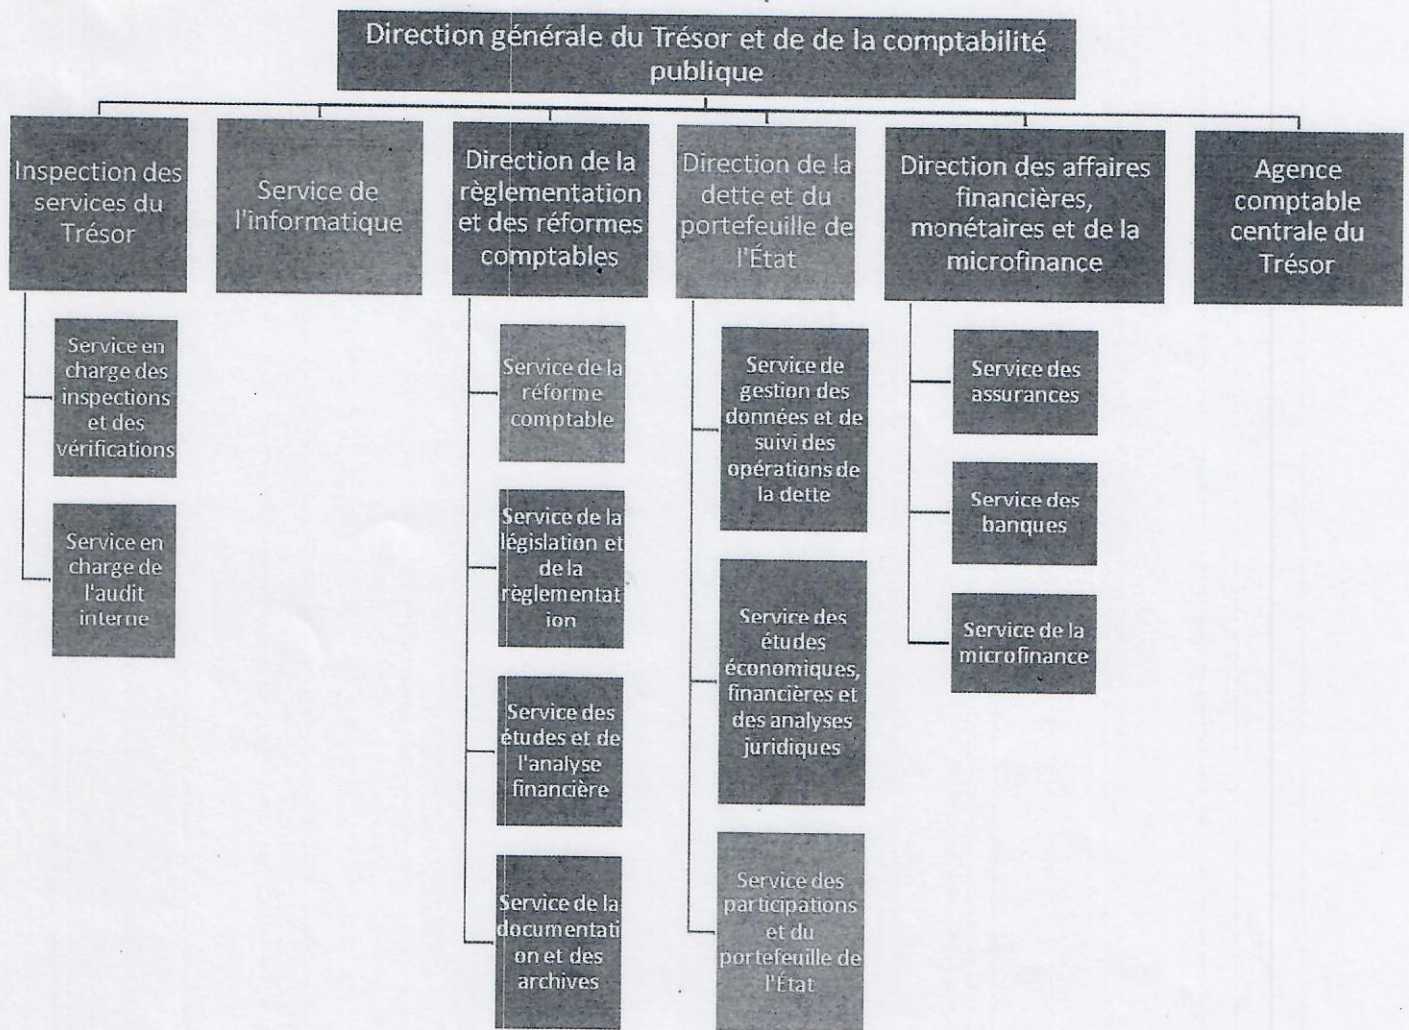 Direction générale du Trésor et de de la comptabilité
publique
Inspection des
services du
Trésor
Service de
l'informatique
Direction de la
règlementation
et des réformes
comptables
Direction de la
dette et du
portefeuille de
l'État
Direction des affaires
financières,
monétaires et de la
microfinance
Agence
comptable
centrale du
Trésor
Service en
charge des
inspections
et des
vérifications
Service en
charge de
l'audit
interne
Service de la
réforme
comptable
Service de la
législation et
de la
règlementat
ion
Service des
études et de
l'analyse
financière
Service de la
documentati
on et des
archives
Service de
gestion des
données et de
suivi des
opérations de
la dette
Service des
études
économiques,
financières et
des analyses
juridiques
Service des
participations
et du
portefeuille de
l'État
Service des
assurances
Service des
banques
Service de la
microfinance